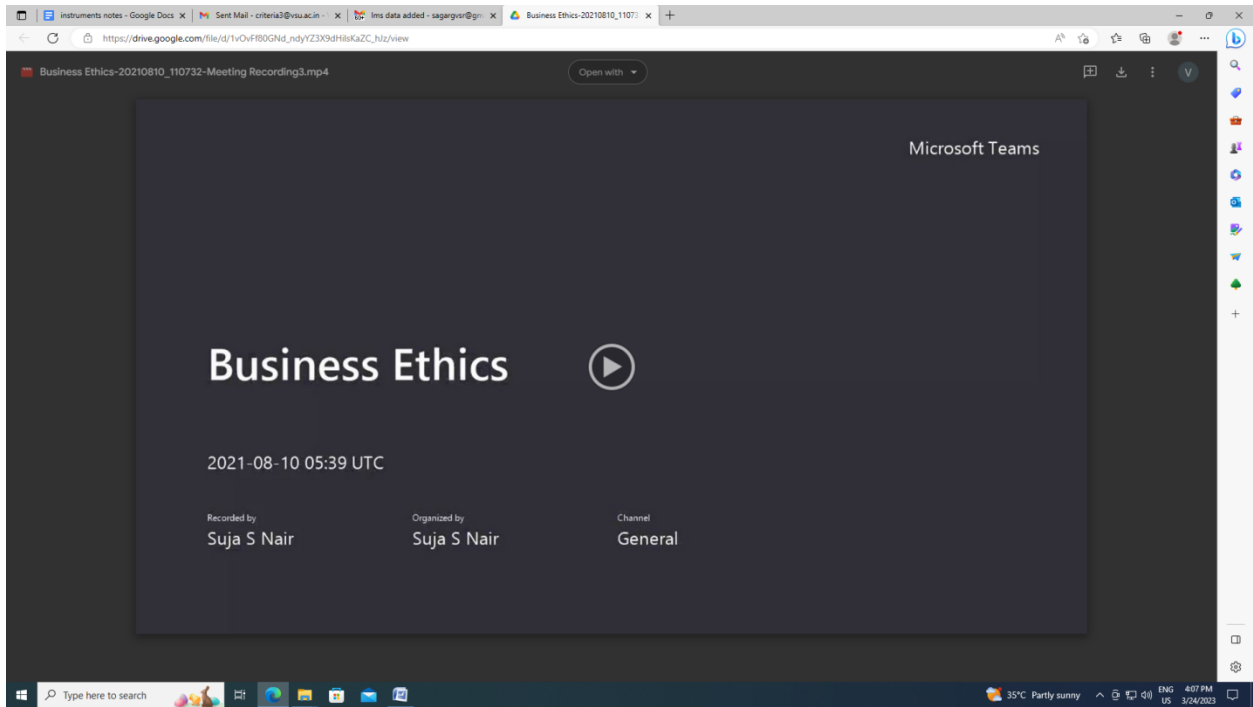 instruments notes - Google Docs
Sent Mail - criteria3@vsu.ac.in -
lms data added - sagargvsr@gm
Business Ethics-20210810_11073
https://drive.google.com/file/d/1vOvFf80GNd_ndyYZ3X9dHilsKaZC_hJz/view
Business Ethics-20210810_110732-Meeting Recording3.mp4
Open with
V
Microsoft Teams
Business Ethics
2021-08-10 05:39 UTC
Recorded by
Organized by
Channel
Suja S Nair
Suja S Nair
General
Type here to search
35°C Partly sunny
ENG
US
4:07 PM
3/24/2023